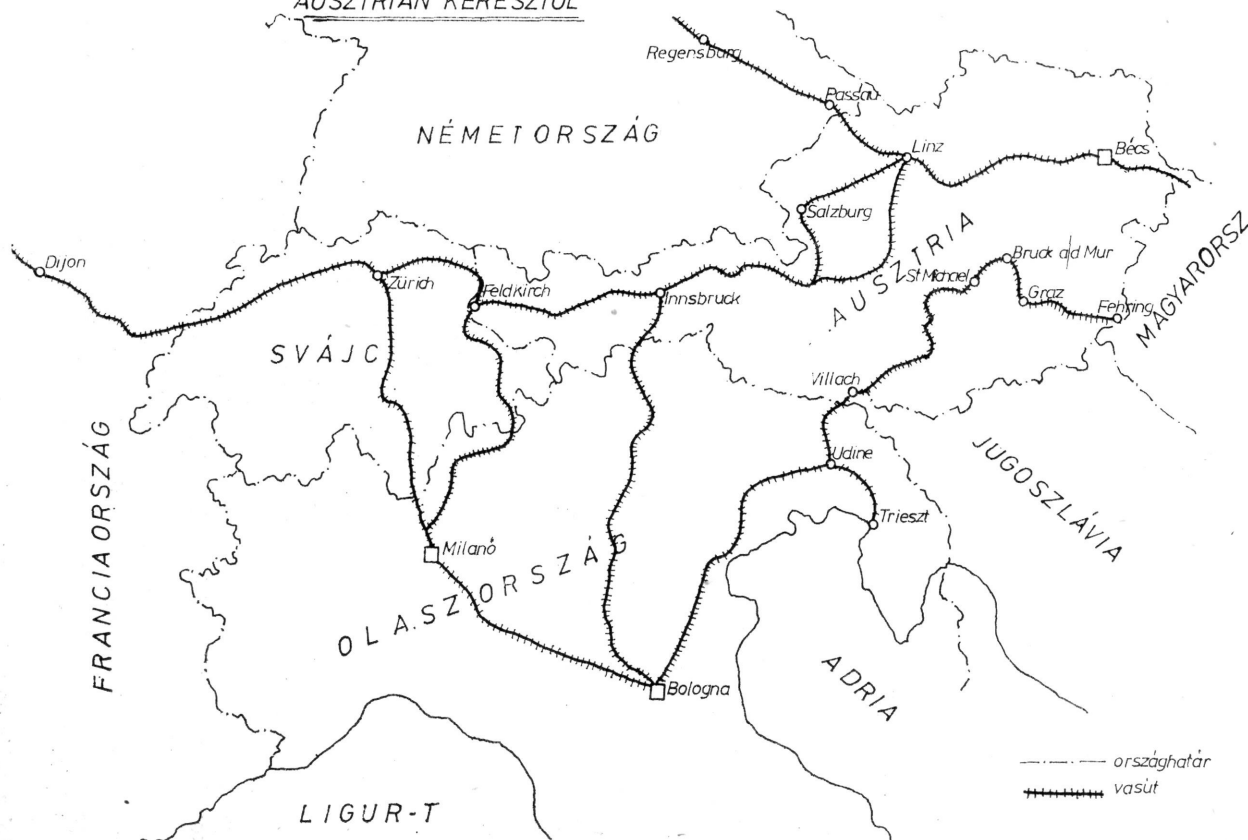 AUSZTRIÁN KERESZTÜL
Regensburg
Passau
NÉMETORSZÁG
Linz
Bécs
Salzburg
AUSZTRIA
Bruck a/d Mur
St Michael
Graz
Fehring
MAGYARORSZ
Dijon
Zürich
Feldkirch
Innsbruck
SVÁJC
Villach
Udine
JUGOSZLÁVIA
FRANCIAORSZÁG
Trieszt
Milanó
OLASZORSZÁG
Bologna
ADRIA
országhatár
vasút
LIGUR-T